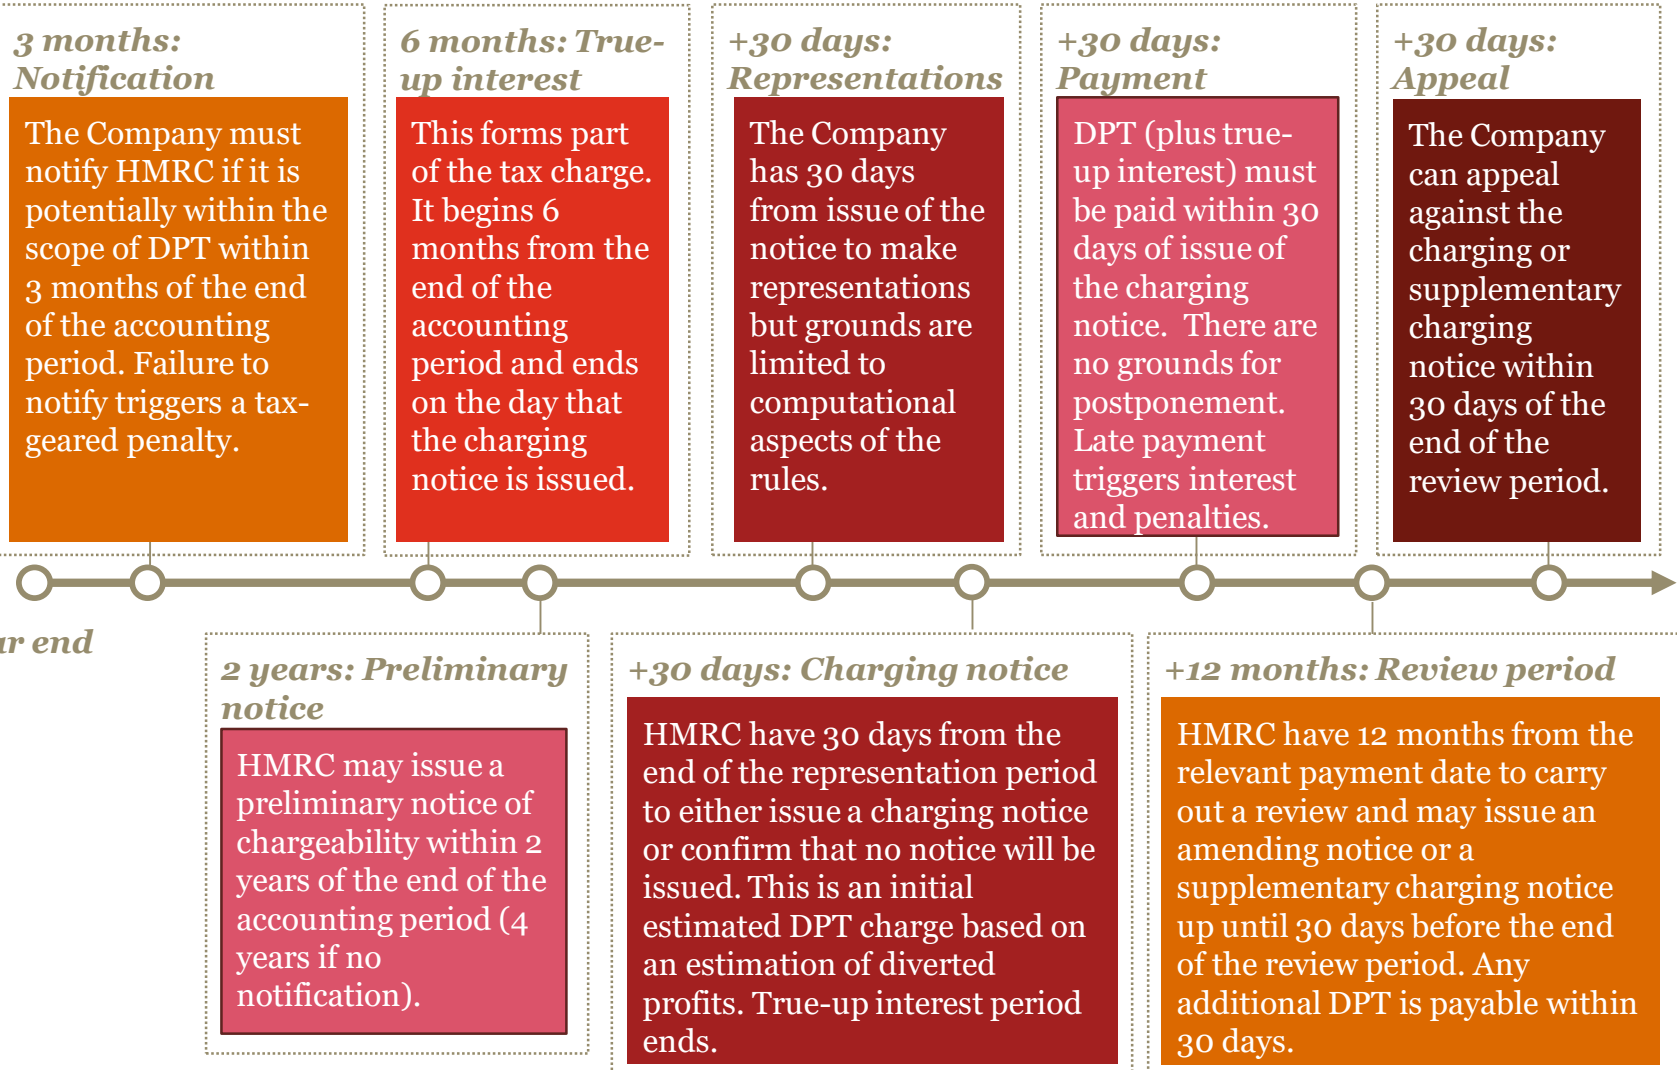 3 months:
Notification
The Company must
notify HMRC if it is
potentially within the
scope of DPT within
3 months of the end
of the accounting
period. Failure to
notify triggers a tax-
geared penalty.
6 months: True-
up interest
This forms part
of the tax charge.
It begins 6
months from the
end of the
accounting
period and ends
on the day that
the charging
notice is issued.
+30 days:
Representations
The Company
has 30 days
from issue of the
notice to make
representations
but grounds are
limited to
computational
aspects of the
rules.
+30 days:
Payment
DPT (plus true-
up interest) must
be paid within 30
days of issue of
the charging
notice.  There are
no grounds for
postponement.
Late payment
triggers interest
and penalties.
+30 days:
Appeal
The Company
can appeal
against the
charging or
supplementary
charging
notice within
30 days of the
end of the
review period.
end
2 years: Preliminary
notice
HMRC may issue a
preliminary notice of
chargeability within 2
years of the end of the
accounting period (4
years if no
notification).
+30 days: Charging notice
HMRC have 30 days from the
end of the representation period
to either issue a charging notice
or confirm that no notice will be
issued. This is an initial
estimated DPT charge based on
an estimation of diverted
profits. True-up interest period
ends.
+12 months: Review period
HMRC have 12 months from the
relevant payment date to carry
out a review and may issue an
amending notice or a
supplementary charging notice
up until 30 days before the end
of the review period. Any
additional DPT is payable within
30 days.